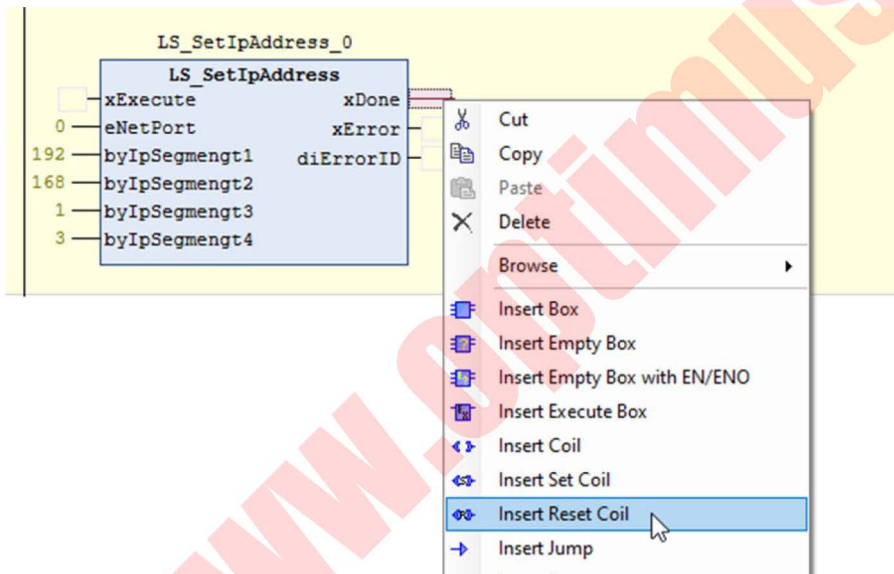 LS_SetIpAddress_0
LS_SetIpAddress
xExecute xDone
0 eNetPort xError
192 byIpSegmengt1 diErrorID
168 byIpSegmengt2
1 byIpSegmengt3
3 byIpSegmengt4
Cut
Copy
Paste
Delete
Browse
Insert Box
Insert Empty Box
Insert Empty Box with EN/ENO
Insert Execute Box
Insert Coil
Insert Set Coil
Insert Reset Coil
Insert Jump
www.optimus